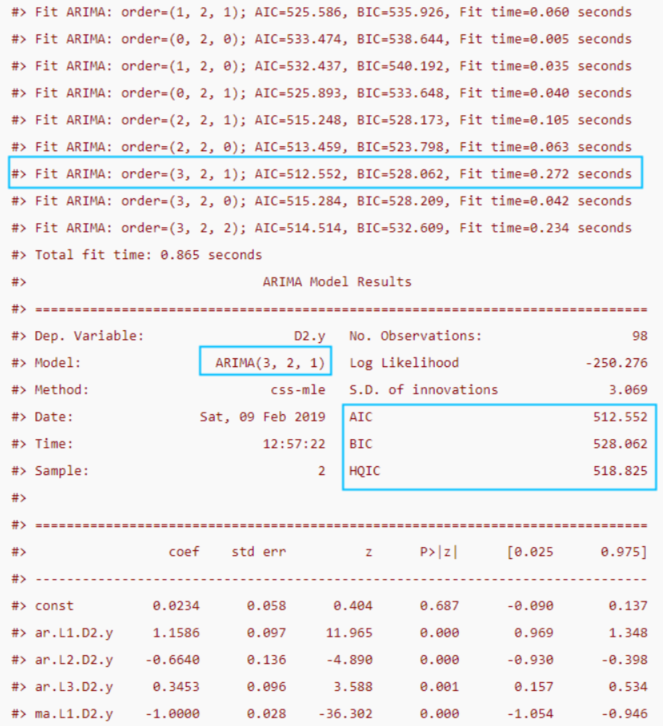 #> Fit ARIMA: order=(1, 2, 1); AIC=525.586, BIC=535.926, Fit time=0.060 seconds
#> Fit ARIMA: order=(0, 2, 0); AIC=533.474, BIC=538.644, Fit time=0.005 seconds
#> Fit ARIMA: order=(1, 2, 0); AIC=532.437, BIC=540.192, Fit time=0.035 seconds
#> Fit ARIMA: order=(0, 2, 1); AIC=525.893, BIC=533.648, Fit time=0.040 seconds
#> Fit ARIMA: order=(2, 2, 1); AIC=515.248, BIC=528.173, Fit time=0.105 seconds
#> Fit ARIMA: order=(2, 2, 0); AIC=513.459, BIC=523.798, Fit time=0.063 seconds
#> Fit ARIMA: order=(3, 2, 1); AIC=512.552, BIC=528.062, Fit time=0.272 seconds
#> Fit ARIMA: order=(3, 2, 0); AIC=515.284, BIC=528.209, Fit time=0.042 seconds
#> Fit ARIMA: order=(3, 2, 2); AIC=514.514, BIC=532.609, Fit time=0.234 seconds
#> Total fit time: 0.865 seconds
#>                              ARIMA Model Results
#> ==============================================================================
#> Dep. Variable:                   D2.y   No. Observations:                   98
#> Model:                 ARIMA(3, 2, 1)   Log Likelihood                -250.276
#> Method:                       css-mle   S.D. of innovations              3.069
#> Date:                Sat, 09 Feb 2019   AIC                            512.552
#> Time:                        12:57:22   BIC                            528.062
#> Sample:                             2   HQIC                           518.825
#>
#> ==============================================================================
#>                  coef    std err          z      P>|z|      [0.025      0.975]
#> ------------------------------------------------------------------------------
#> const          0.0234      0.058      0.404      0.687      -0.090       0.137
#> ar.L1.D2.y     1.1586      0.097     11.965      0.000       0.969       1.348
#> ar.L2.D2.y    -0.6640      0.136     -4.890      0.000      -0.930      -0.398
#> ar.L3.D2.y     0.3453      0.096      3.588      0.001       0.157       0.534
#> ma.L1.D2.y    -1.0000      0.028    -36.302      0.000      -1.054      -0.946